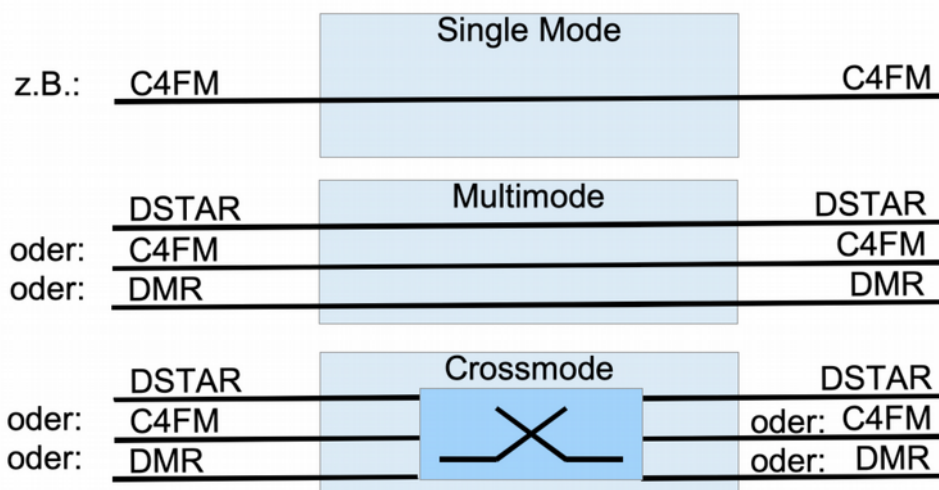 Single Mode
z.B.: C4FM C4FM
Multimode
DSTAR DSTAR
oder: C4FM C4FM
oder: DMR DMR
Crossmode
DSTAR DSTAR
oder: C4FM oder: C4FM
oder: DMR oder: DMR